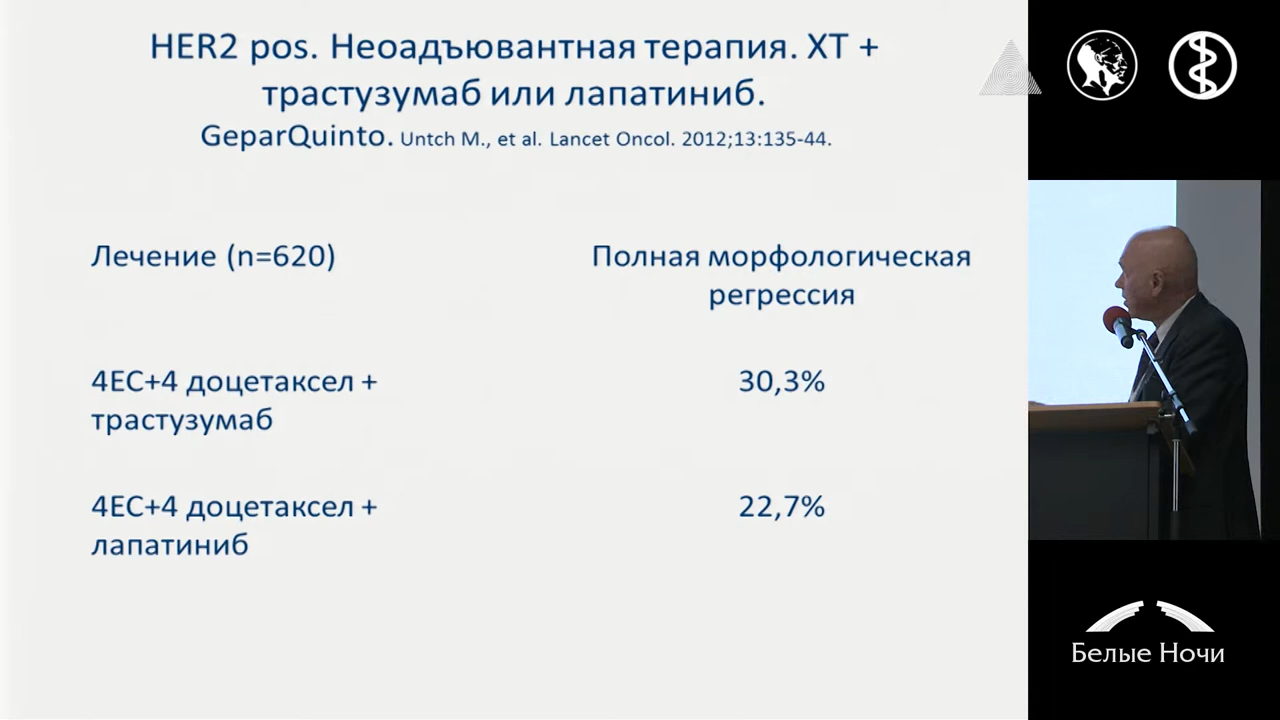 HER2 pos. Неоадъювантная терапия. ХТ +
трастузумаб или лапатиниб.
GeparQuinto. Untch M., et al. Lancet Oncol. 2012;13:135-44.
Лечение (n=620)
Полная морфологическая
регрессия
4ЕС+4 доцетаксел +
трастузумаб
30,3%
4ЕС+4 доцетаксел +
лапатиниб
22,7%
Белые Ночи